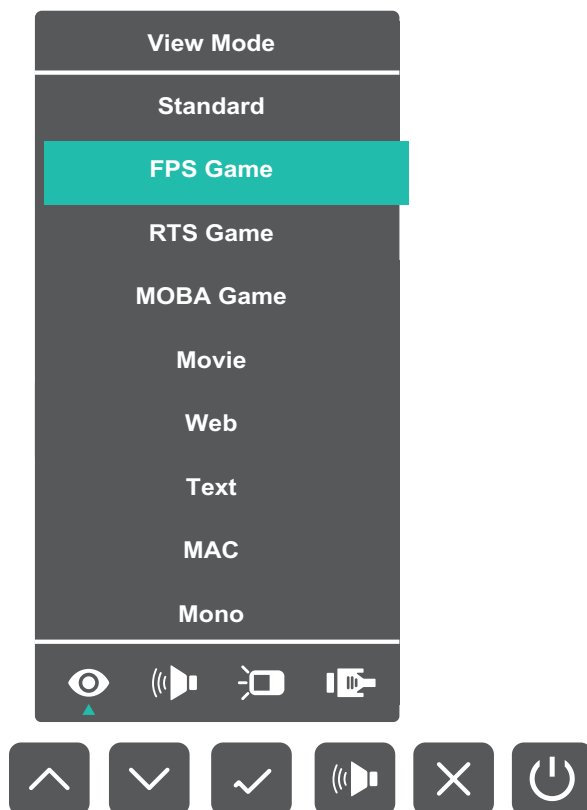 View Mode
Standard
FPS Game
RTS Game
MOBA Game
Movie
Web
Text
MAC
Mono